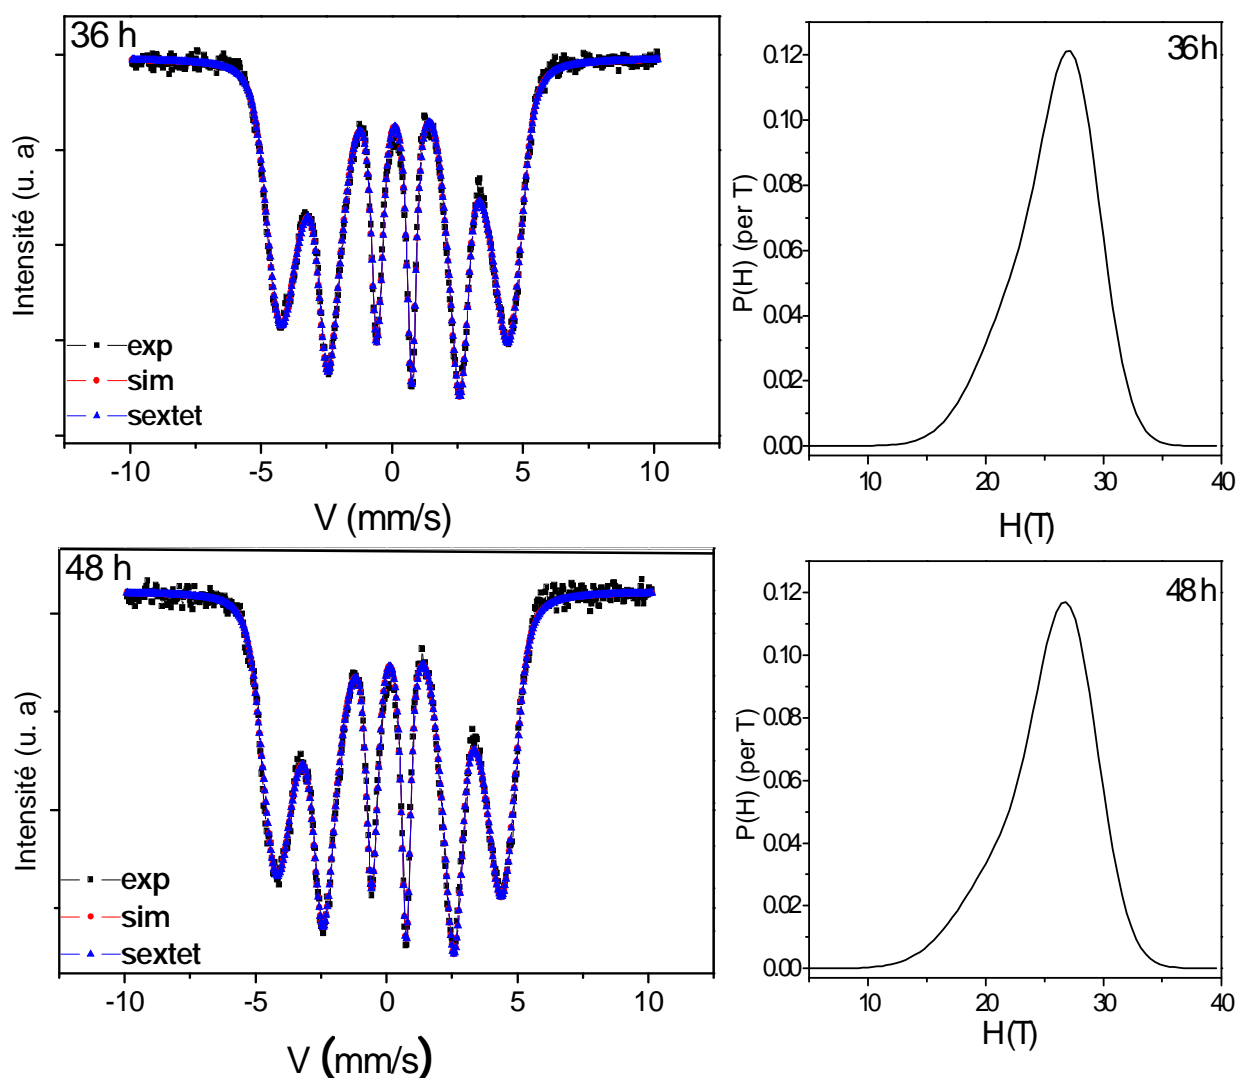 36 h
Intensité (u. a)
exp
sim
sextet
-10 -5 0 5 10
V (mm/s)
36h
P(H) (per T)
0.12
0.10
0.08
0.06
0.04
0.02
0.00
10 20 30 40
H(T)
48 h
Intensité (u. a)
exp
sim
sextet
-10 -5 0 5 10
V (mm/s)
48h
P(H) (per T)
0.12
0.10
0.08
0.06
0.04
0.02
0.00
10 20 30 40
H(T)